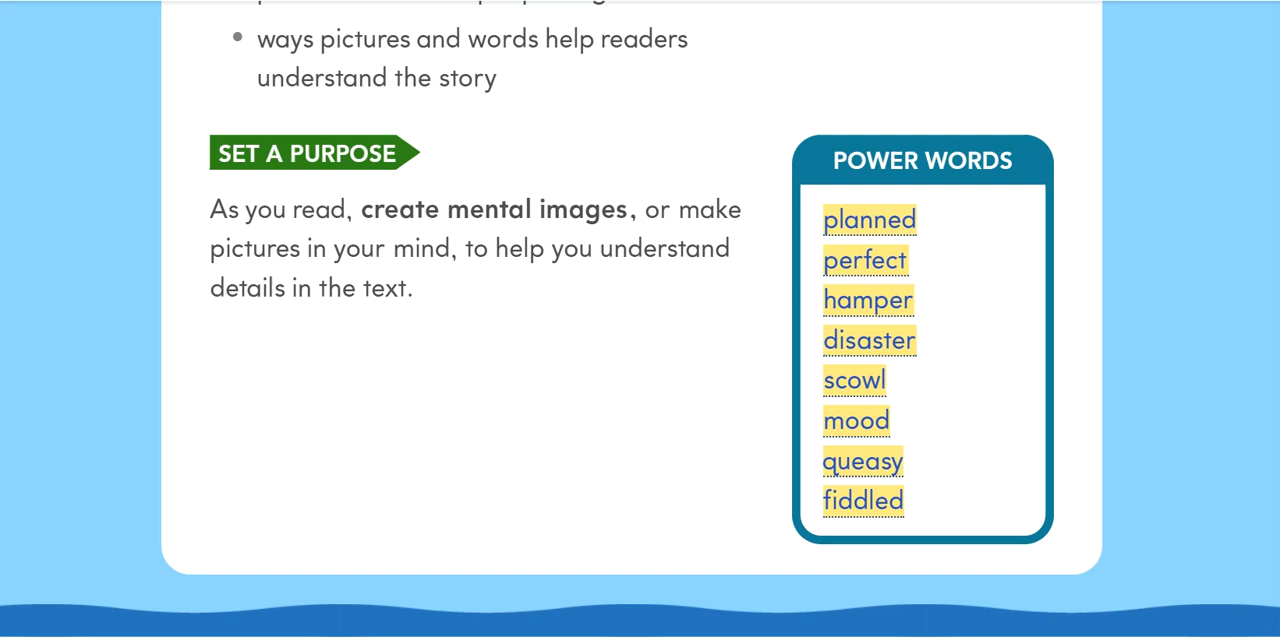 ways pictures and words help readers
understand the story
SET A PURPOSE
As you read, create mental images, or make
pictures in your mind, to help you understand
details in the text.
POWER WORDS
planned
perfect
hamper
disaster
scowl
mood
queasy
fiddled